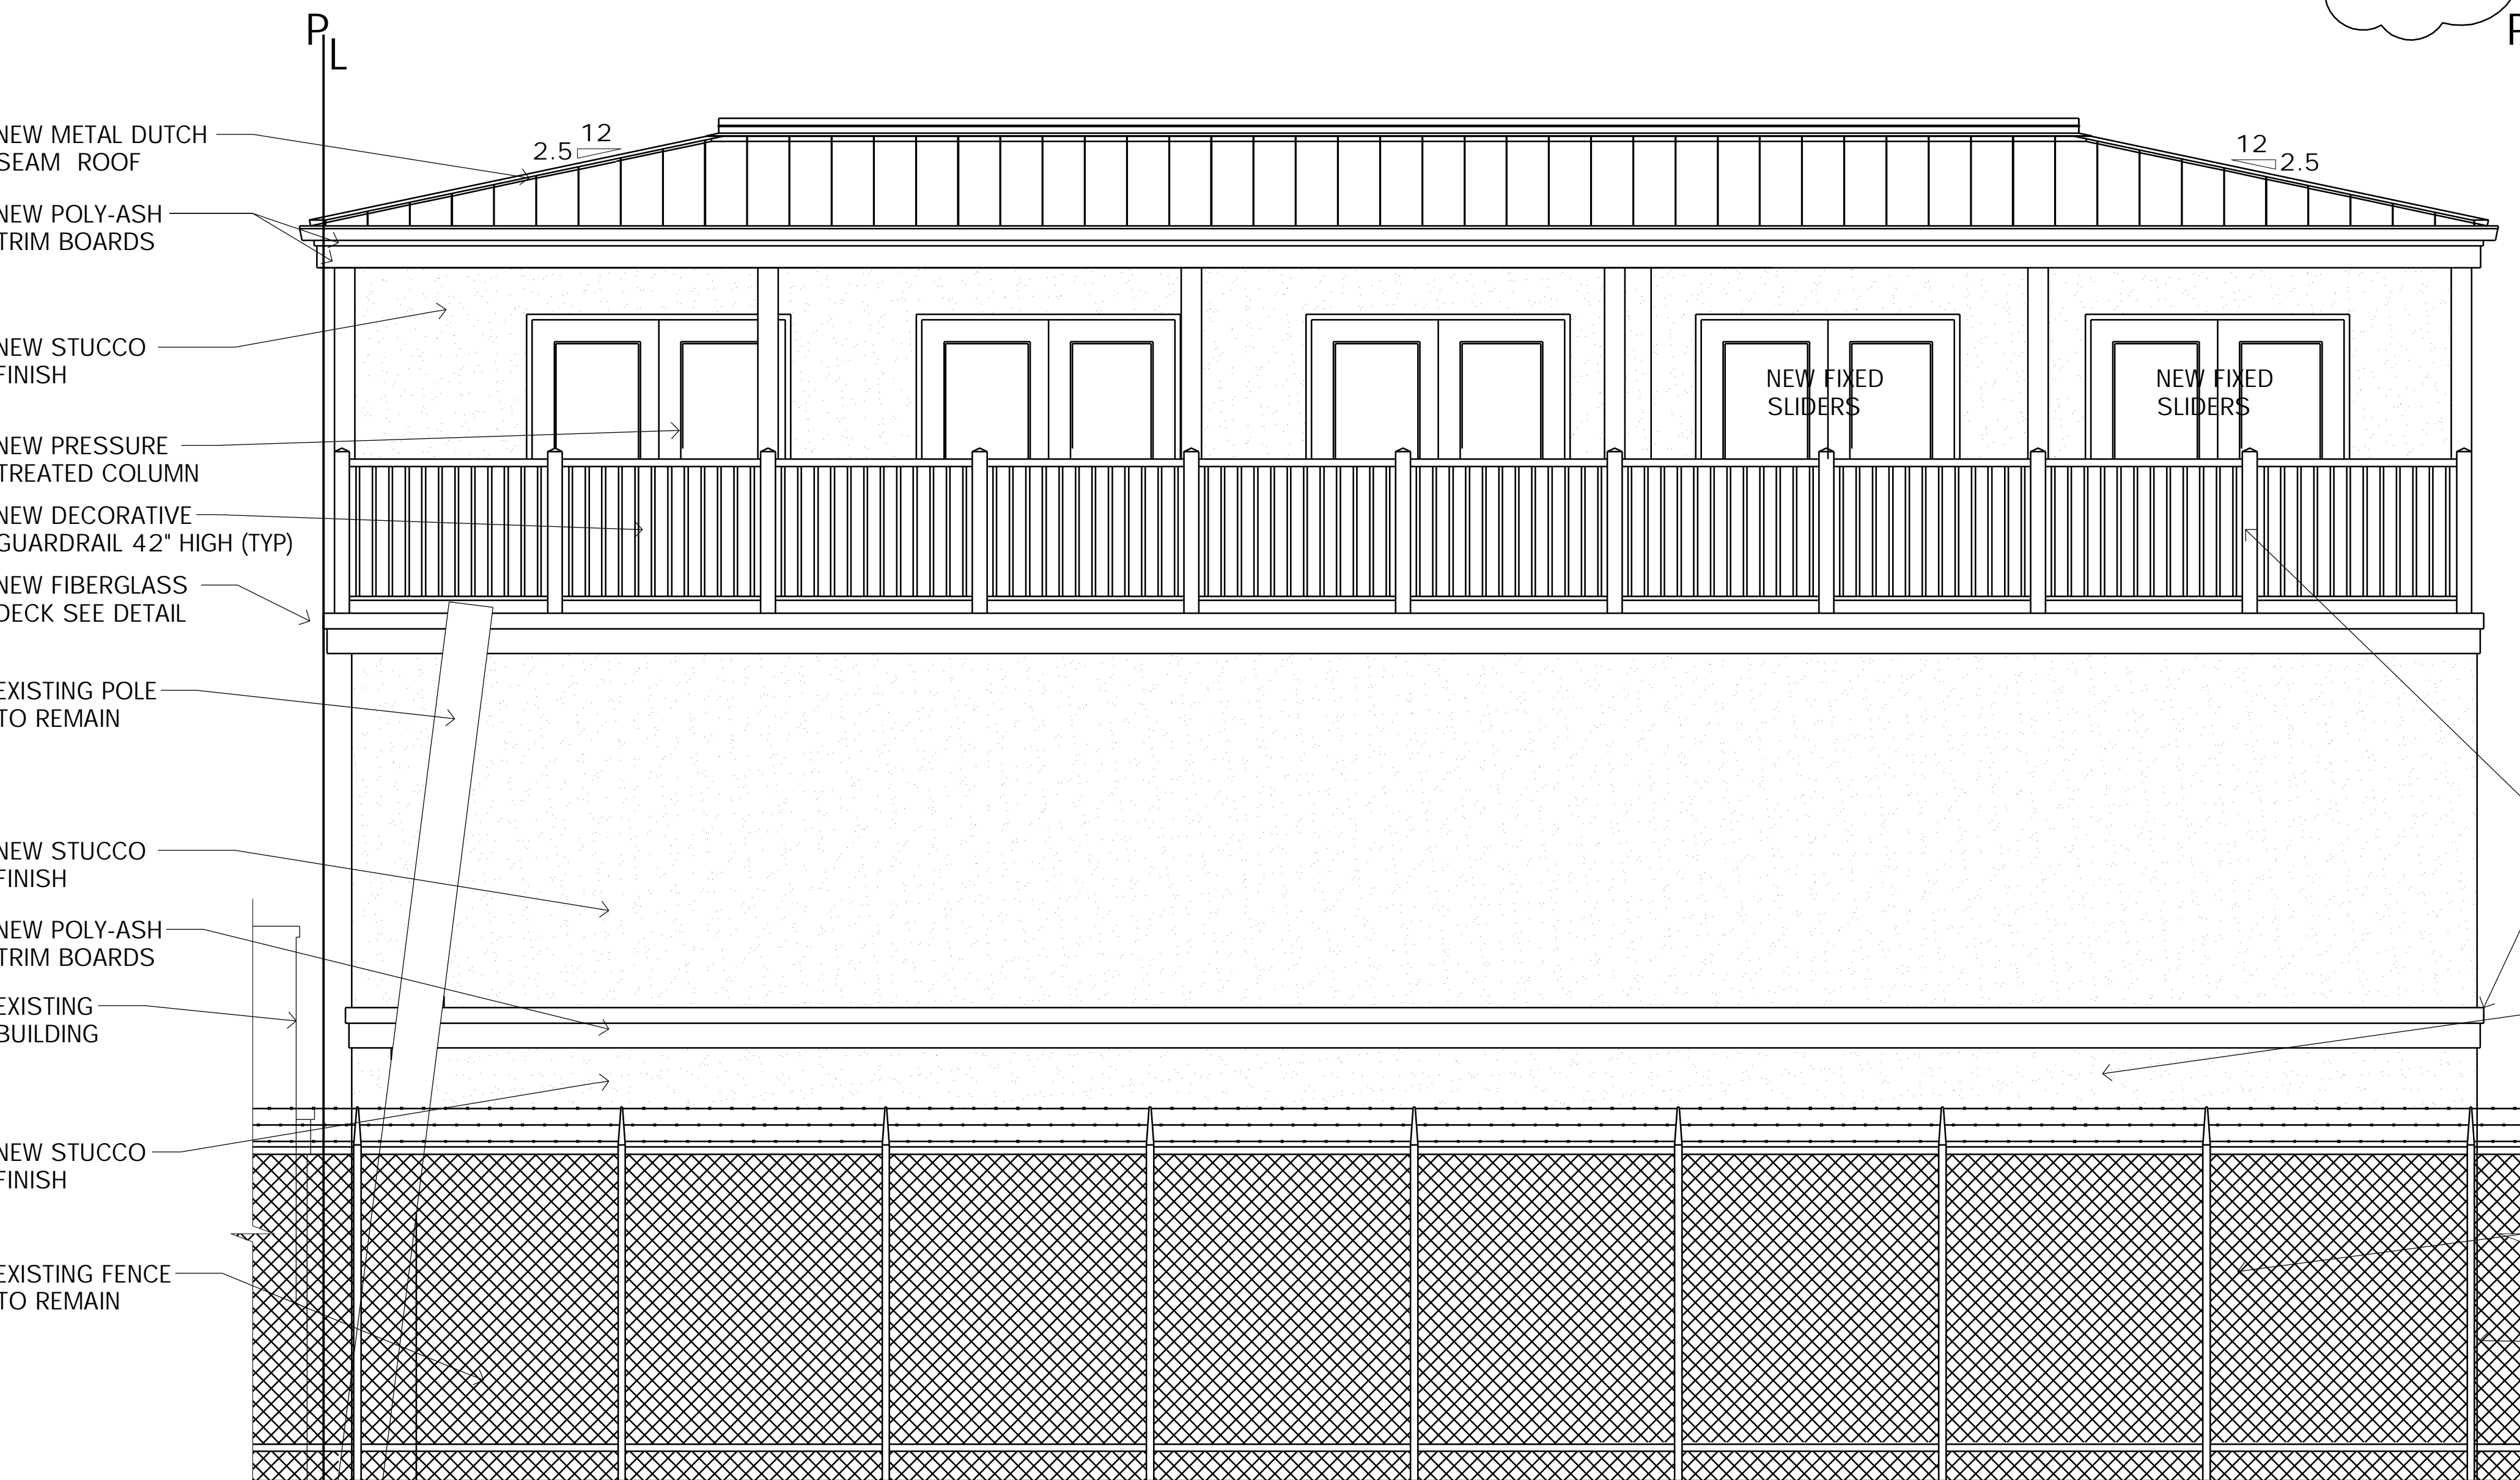 P
L
12
2.5
12
2.5
NEW METAL DUTCH
SEAM ROOF
NEW POLY-ASH
TRIM BOARDS
NEW STUCCO
FINISH
NEW FIXED
SLIDERS
NEW FIXED
SLIDERS
NEW PRESSURE
TREATED COLUMN
NEW DECORATIVE
GUARDRAIL 42" HIGH (TYP)
NEW FIBERGLASS
DECK SEE DETAIL
EXISTING POLE
TO REMAIN
NEW STUCCO
FINISH
NEW POLY-ASH
TRIM BOARDS
EXISTING
BUILDING
NEW STUCCO
FINISH
EXISTING FENCE
TO REMAIN